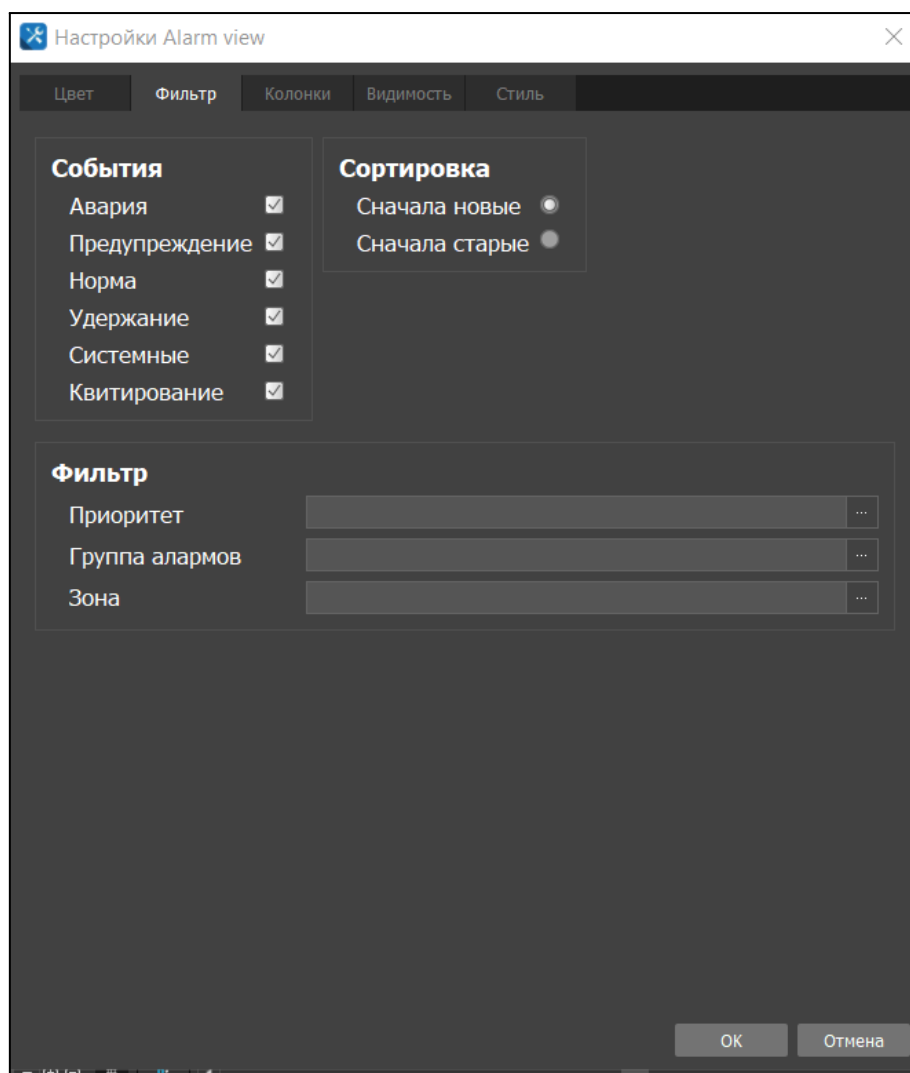 Настройки Alarm view
Цвет Фильтр Колонки Видимость Стиль
События
Авария
Предупреждение
Норма
Удержание
Системные
Квитирование
Сортировка
Сначала новые
Сначала старые
Фильтр
Приоритет ...
Группа алармов ...
Зона ...
OK Отмена